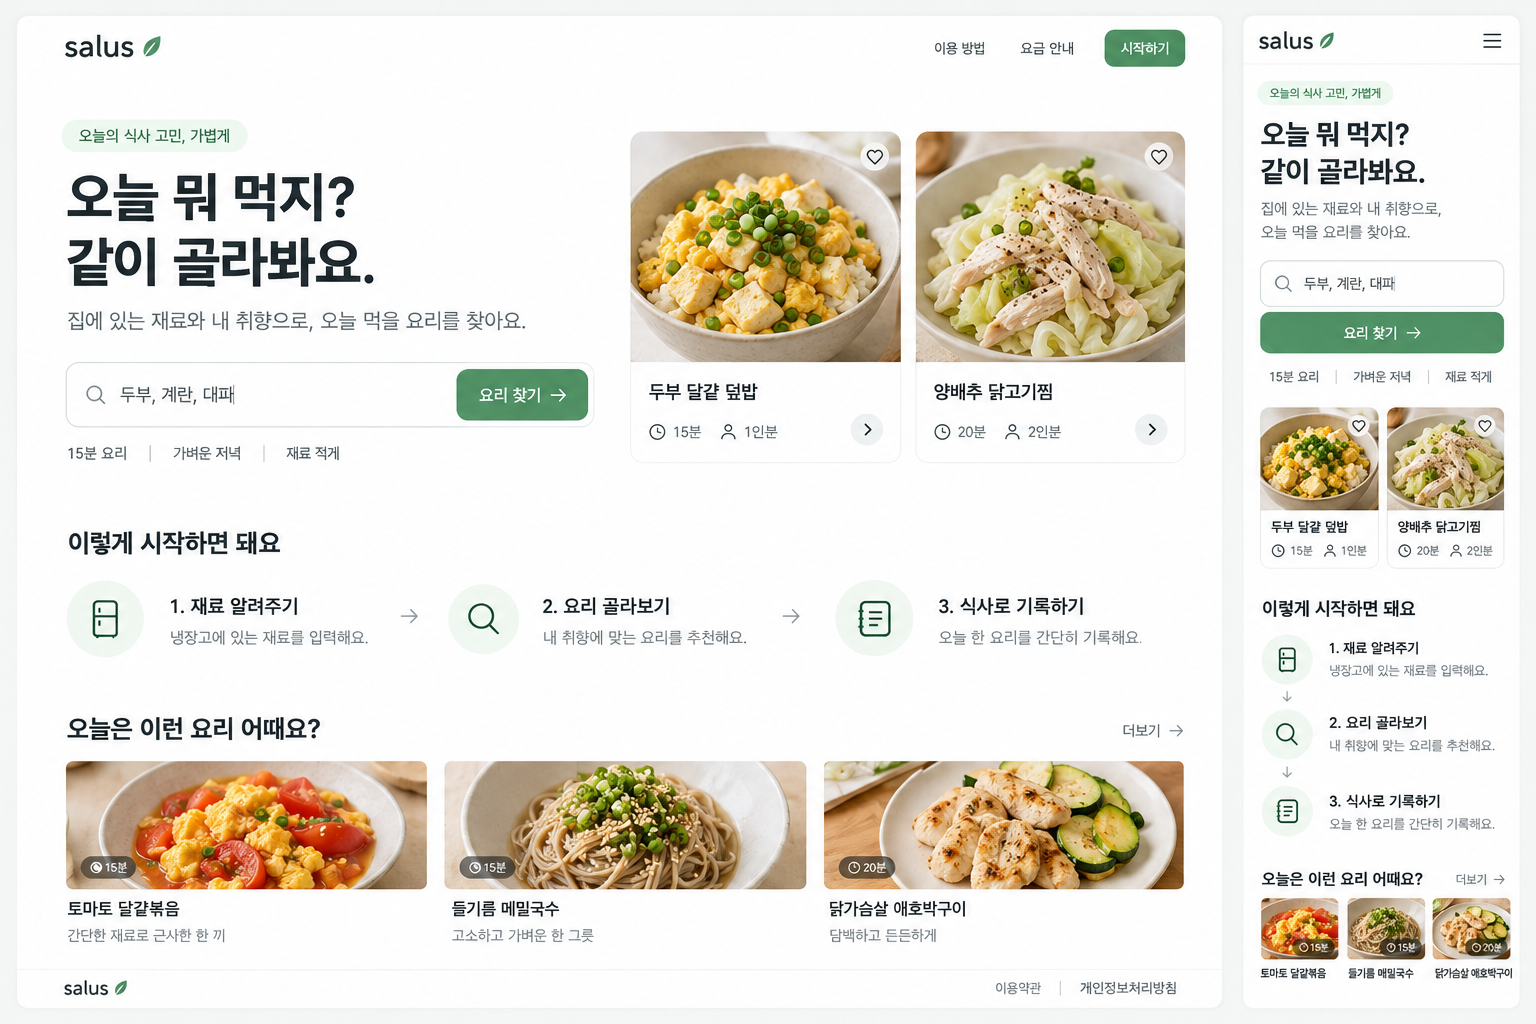 salus
이용 방법
요금 안내
시작하기
오늘의 식사 고민, 가볍게
오늘 뭐 먹지?
같이 골라봐요.
집에 있는 재료와 내 취향으로, 오늘 먹을 요리를 찾아요.
두부, 계란, 대파
요리 찾기 →
15분 요리 | 가벼운 저녁 | 재료 적게
두부 달걀 덮밥
15분 1인분
양배추 닭고기찜
20분 2인분
이렇게 시작하면 돼요
1. 재료 알려주기
냉장고에 있는 재료를 입력해요.
2. 요리 골라보기
내 취향에 맞는 요리를 추천해요.
3. 식사로 기록하기
오늘 한 요리를 간단히 기록해요.
오늘은 이런 요리 어때요?
더보기 →
15분
토마토 달걀볶음
간단한 재료로 근사한 한 끼
15분
들기름 메밀국수
고소하고 가벼운 한 그릇
20분
닭가슴살 애호박구이
담백하고 든든하게
salus
이용약관 | 개인정보처리방침
salus
오늘의 식사 고민, 가볍게
오늘 뭐 먹지?
같이 골라봐요.
집에 있는 재료와 내 취향으로,
오늘 먹을 요리를 찾아요.
두부, 계란, 대파
요리 찾기 →
15분 요리 | 가벼운 저녁 | 재료 적게
두부 달걀 덮밥
15분 1인분
양배추 닭고기찜
20분 2인분
이렇게 시작하면 돼요
1. 재료 알려주기
냉장고에 있는 재료를 입력해요.
2. 요리 골라보기
내 취향에 맞는 요리를 추천해요.
3. 식사로 기록하기
오늘 한 요리를 간단히 기록해요.
오늘은 이런 요리 어때요?
더보기 →
15분
15분
20분
토마토 달걀볶음
들기름 메밀국수
닭가슴살 애호박구이